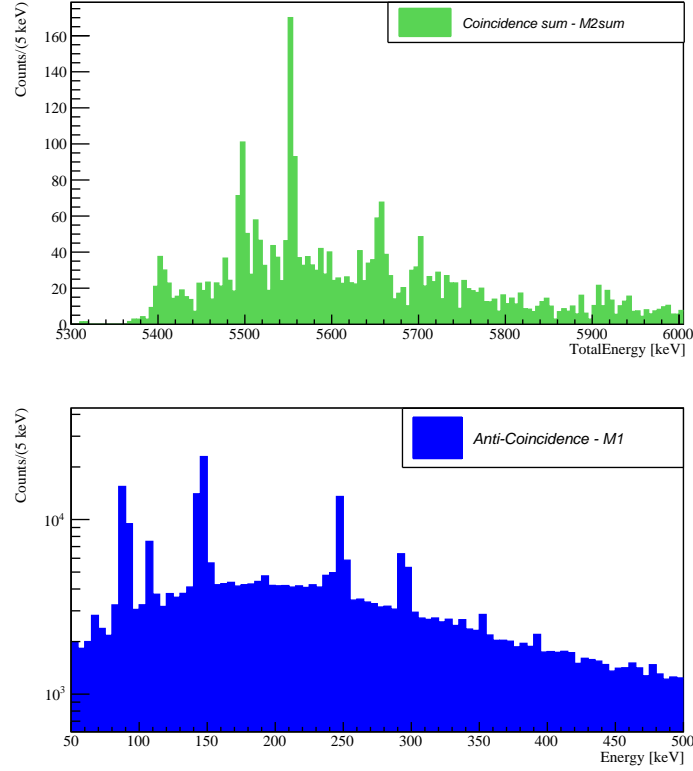 Counts/(5 keV)
160
140
120
100
80
60
40
20
0
Coincidence sum - M2sum
5300 5400 5500 5600 5700 5800 5900 6000
TotalEnergy [keV]
Counts/(5 keV)
10^4
10^3
Anti-Coincidence - M1
50 100 150 200 250 300 350 400 450 500
Energy [keV]